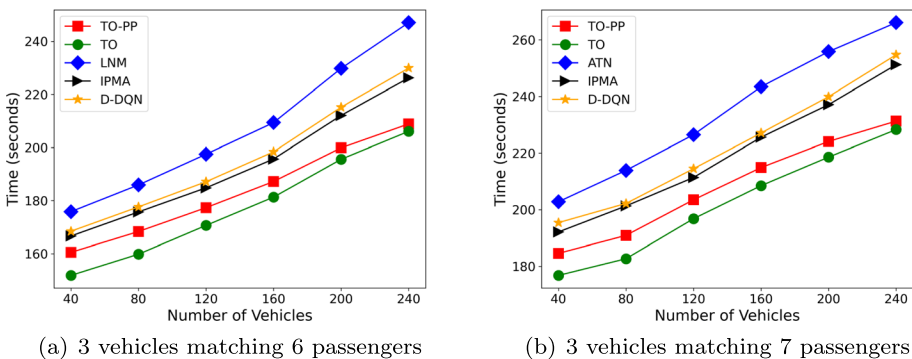 TO-PP
TO
LNM
IPMA
D-DQN
240
220
200
180
160
Time (seconds)
40 80 120 160 200 240
Number of Vehicles
(a) 3 vehicles matching 6 passengers
TO-PP
TO
ATN
IPMA
D-DQN
260
240
220
200
180
Time (seconds)
40 80 120 160 200 240
Number of Vehicles
(b) 3 vehicles matching 7 passengers